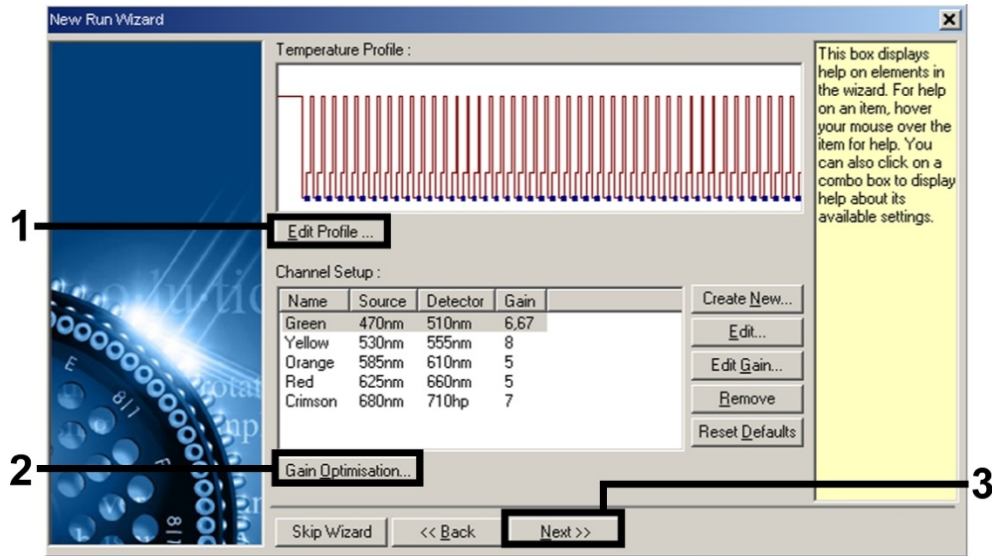 New Run Wizard
Temperature Profile :
This box displays
help on elements in
the wizard. For help
on an item, hover
your mouse over the
item for help. You
can also click on a
combo box to display
help about its
available settings.
1
Edit Profile ...
Channel Setup :
Name Source Detector Gain
Green 470nm 510nm 6,67
Yellow 530nm 555nm 8
Orange 585nm 610nm 5
Red 625nm 660nm 5
Crimson 680nm 710hp 7
Create New...
Edit...
Edit Gain...
Remove
Reset Defaults
2
Gain Optimisation...
3
Skip Wizard << Back Next >>